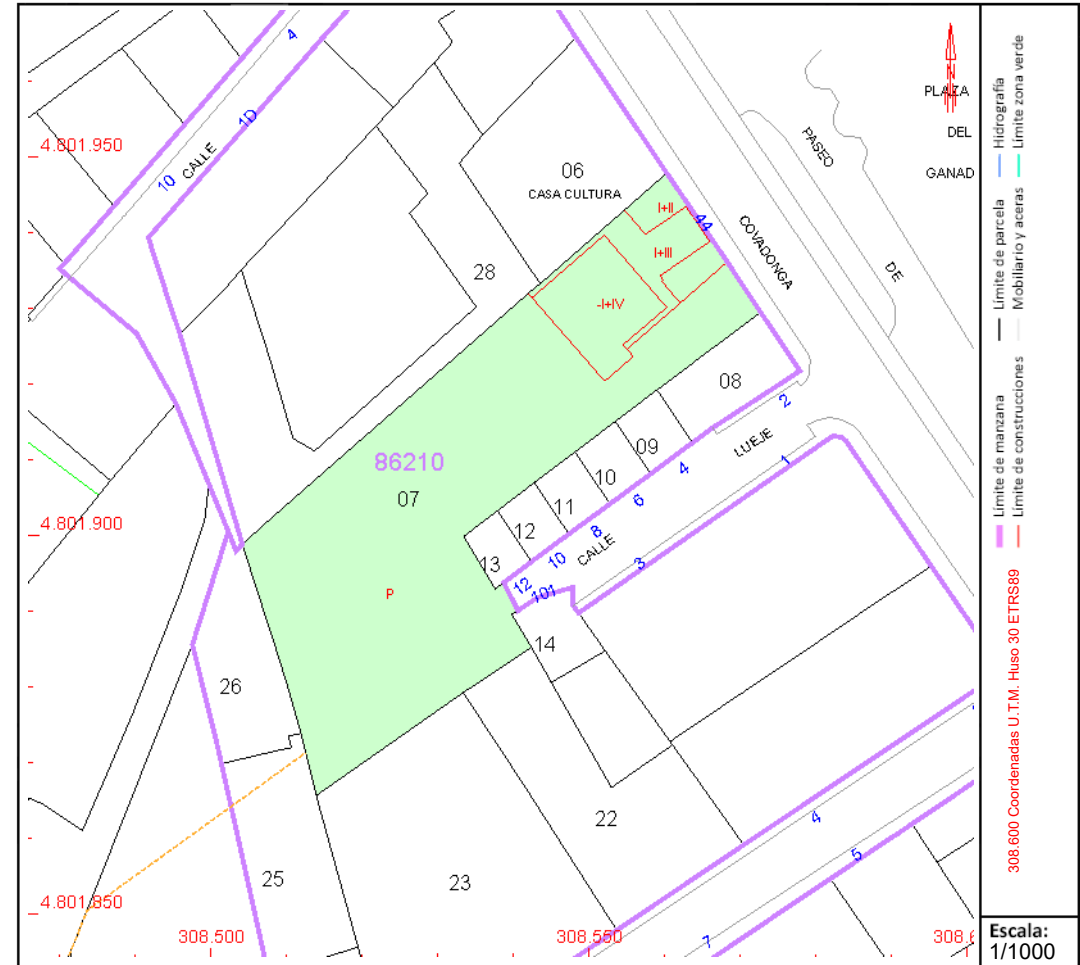 4
1D
CALLE
10
4.801.950
06
CASA CULTURA
28
I+II
44
I+III
-I+IV
COVADONGA
PASEO
DE
PLAZA
DEL
GANAD
N
08
2
LUEJE
1
09
4
10
6
11
8
12
10
CALLE
13
12
101
3
14
86210
07
P
4.801.900
26
25
23
22
4
5
7
4.801.850
308.500
308.550
308.6
Límite de manzana
Límite de parcela
Hidrografía
Límite de construcciones
Mobiliario y aceras
Límite zona verde
308.600 Coordenadas U.T.M. Huso 30 ETRS89
Escala:
1/1000